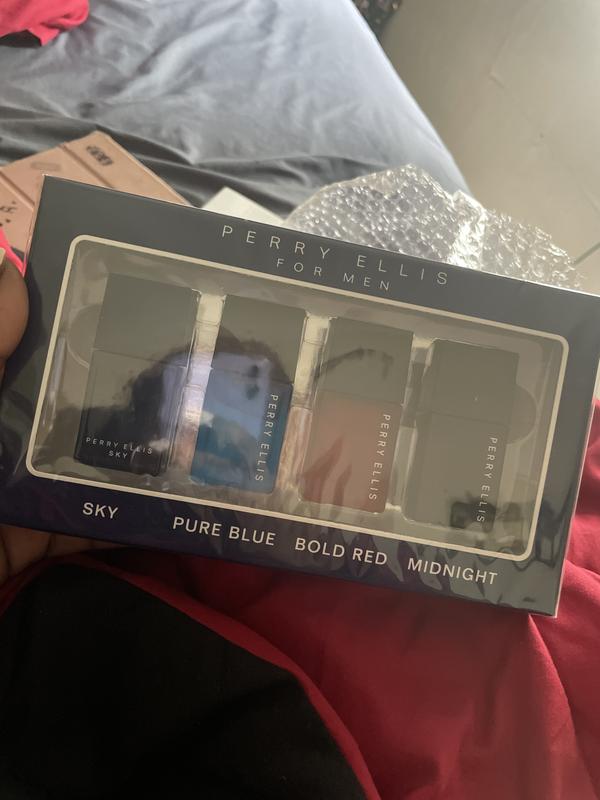 PERRY ELLIS
FOR MEN
PERRY ELLIS
SKY
PERRY ELLIS
PERRY ELLIS
PERRY ELLIS
SKY
PURE BLUE
BOLD RED
MIDNIGHT